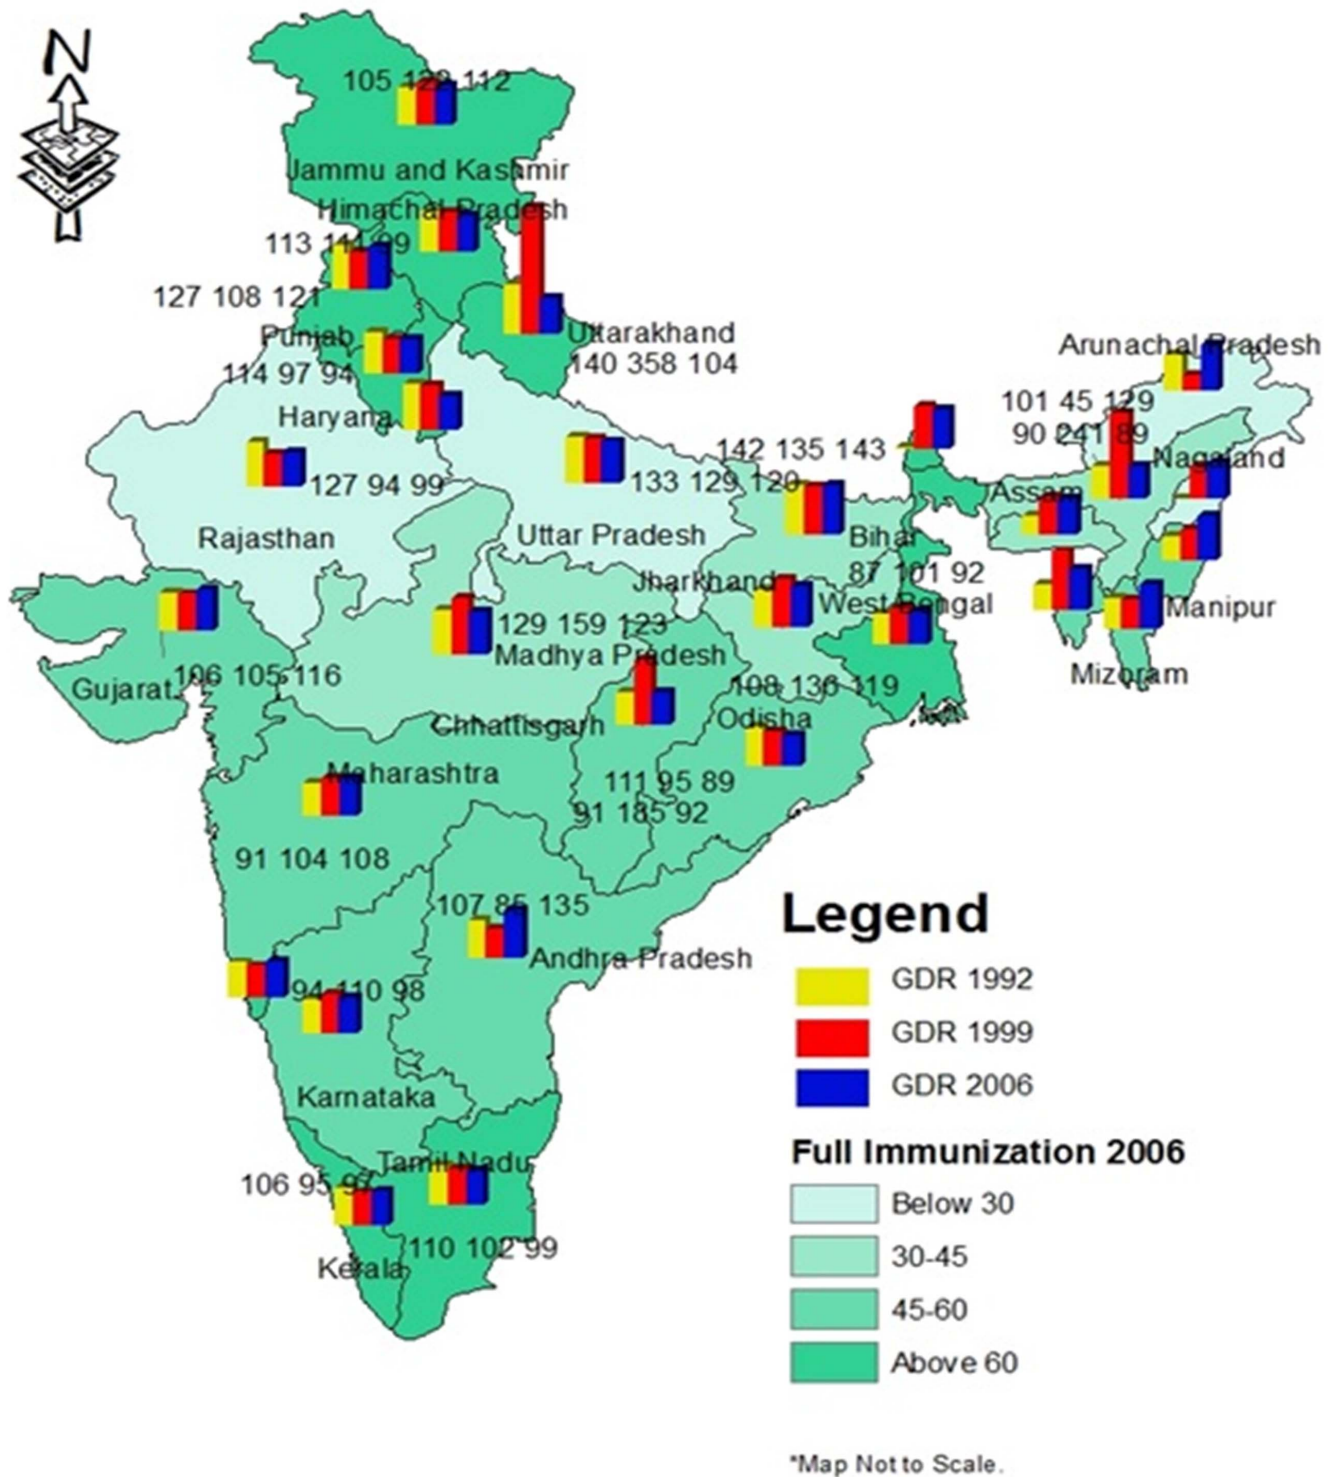 N
105 122 112
Jammu and Kashmir
Himachal Pradesh
113 111 99
127 108 121
Punjab
Uttarakhand
140 358 104
114 97 94
Haryana
Arunachal Pradesh
101 45 129
90 241 89
Nagaland
142 135 143
127 94 99
133 129 120
Assam
Rajasthan
Uttar Pradesh
Bihar
87 101 92
Jharkhand
West Bengal
Manipur
129 159 123
Madhya Pradesh
Mizoram
Gujarat
106 105 116
108 136 119
Odisha
Chhattisgarh
Maharashtra
111 95 89
91 185 92
91 104 108
107 85 135
Andhra Pradesh
94 110 98
Karnataka
Tamil Nadu
106 95 97
110 102 99
Kerala
Legend
GDR 1992
GDR 1999
GDR 2006
Full Immunization 2006
Below 30
30-45
45-60
Above 60
*Map Not to Scale.